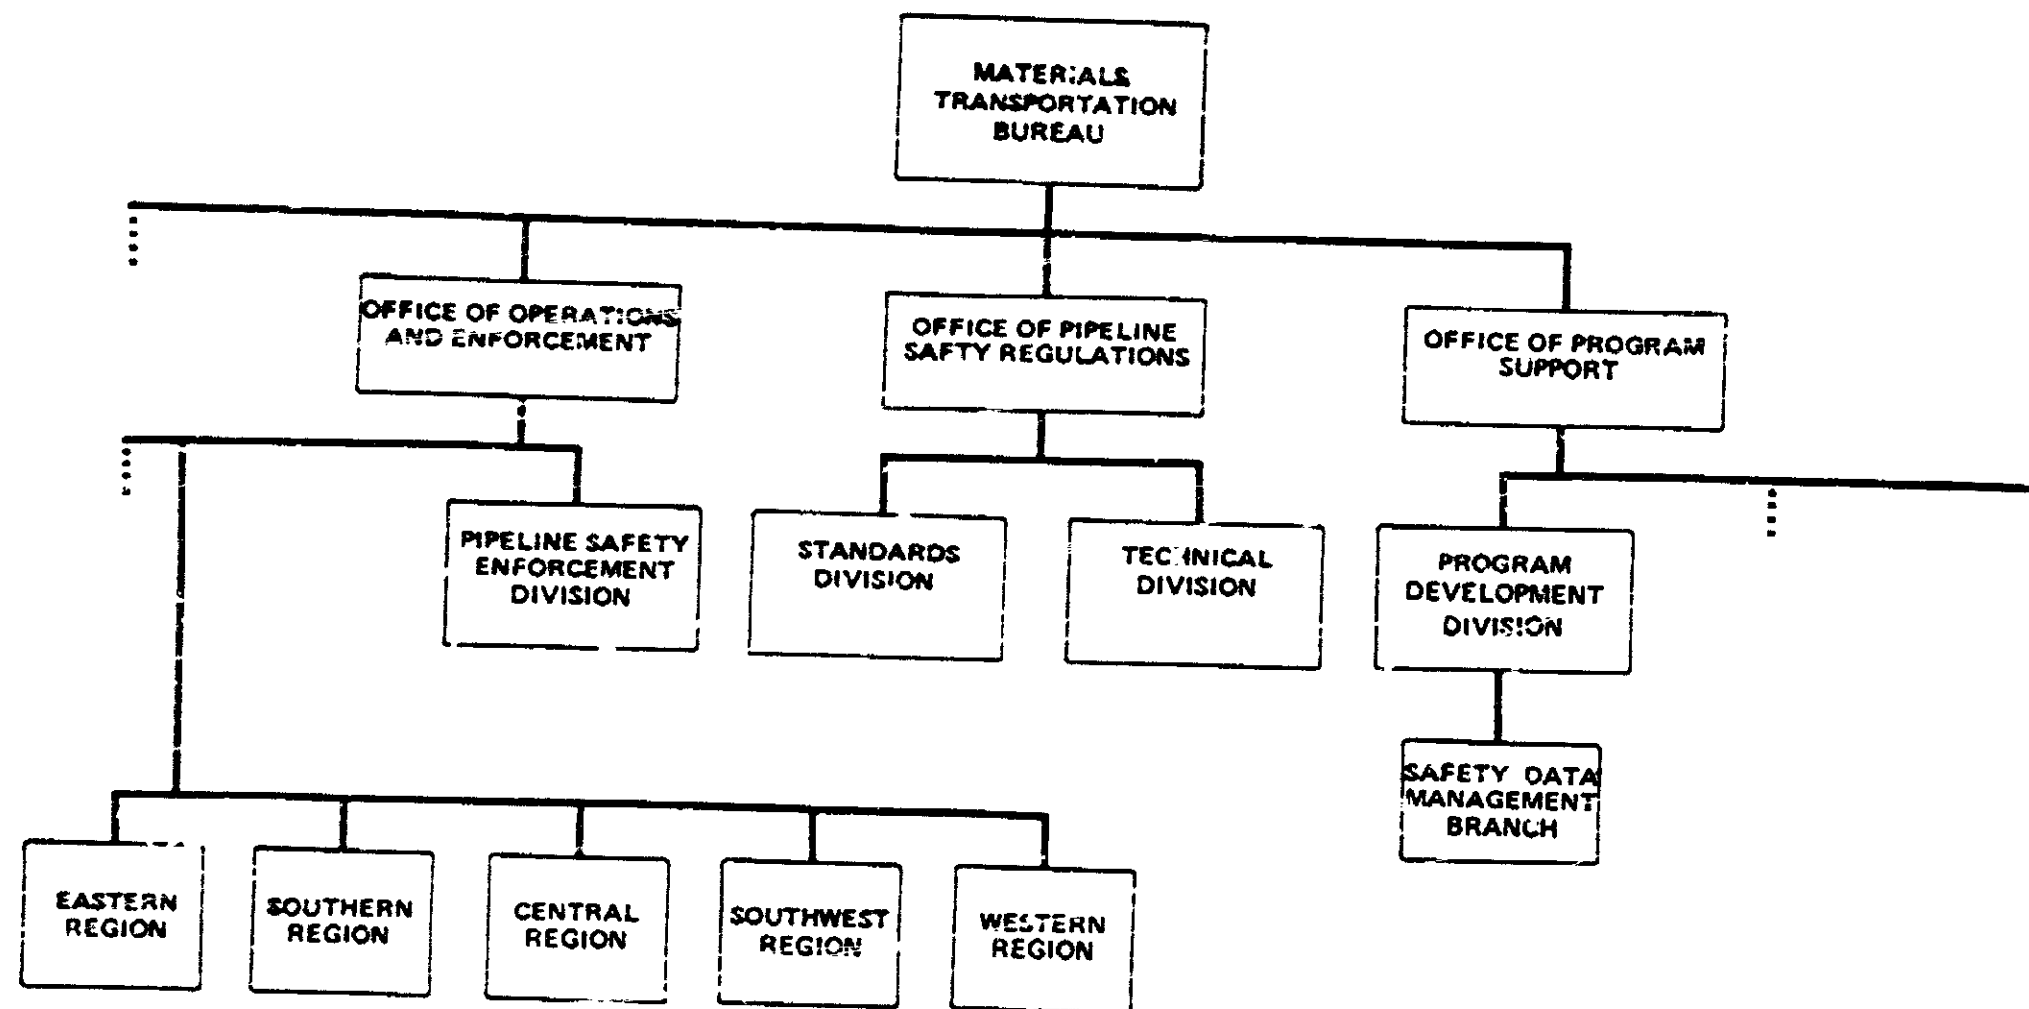 MATERIALS
TRANSPORTATION
BUREAU
OFFICE OF OPERATIONS
AND ENFORCEMENT
OFFICE OF PIPELINE
SAFTY REGULATIONS
OFFICE OF PROGRAM
SUPPORT
PIPELINE SAFETY
ENFORCEMENT
DIVISION
STANDARDS
DIVISION
TECHNICAL
DIVISION
PROGRAM
DEVELOPMENT
DIVISION
SAFETY DATA
MANAGEMENT
BRANCH
EASTERN
REGION
SOUTHERN
REGION
CENTRAL
REGION
SOUTHWEST
REGION
WESTERN
REGION